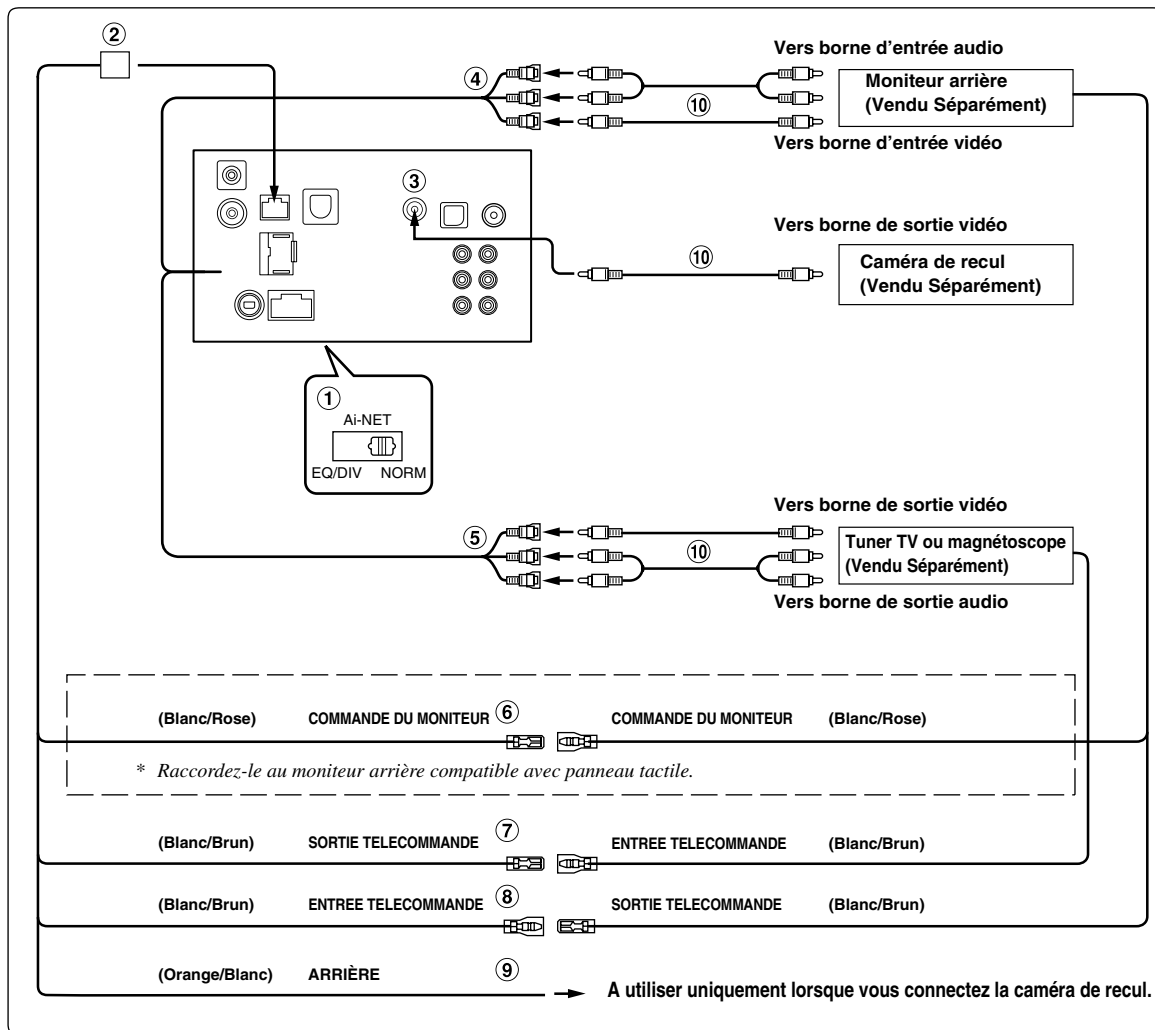 ②
④
Vers borne d'entrée audio
Moniteur arrière
(Vendu Séparément)
⑩
Vers borne d'entrée vidéo
③
Vers borne de sortie vidéo
⑩
Caméra de recul
(Vendu Séparément)
①
Ai-NET
EQ/DIV NORM
Vers borne de sortie vidéo
⑤
⑩
Tuner TV ou magnétoscope
(Vendu Séparément)
Vers borne de sortie audio
(Blanc/Rose) COMMANDE DU MONITEUR ⑥ COMMANDE DU MONITEUR (Blanc/Rose)
* Raccordez-le au moniteur arrière compatible avec panneau tactile.
(Blanc/Brun) SORTIE TELECOMMANDE ⑦ ENTREE TELECOMMANDE (Blanc/Brun)
(Blanc/Brun) ENTREE TELECOMMANDE ⑧ SORTIE TELECOMMANDE (Blanc/Brun)
(Orange/Blanc) ARRIÈRE ⑨
A utiliser uniquement lorsque vous connectez la caméra de recul.